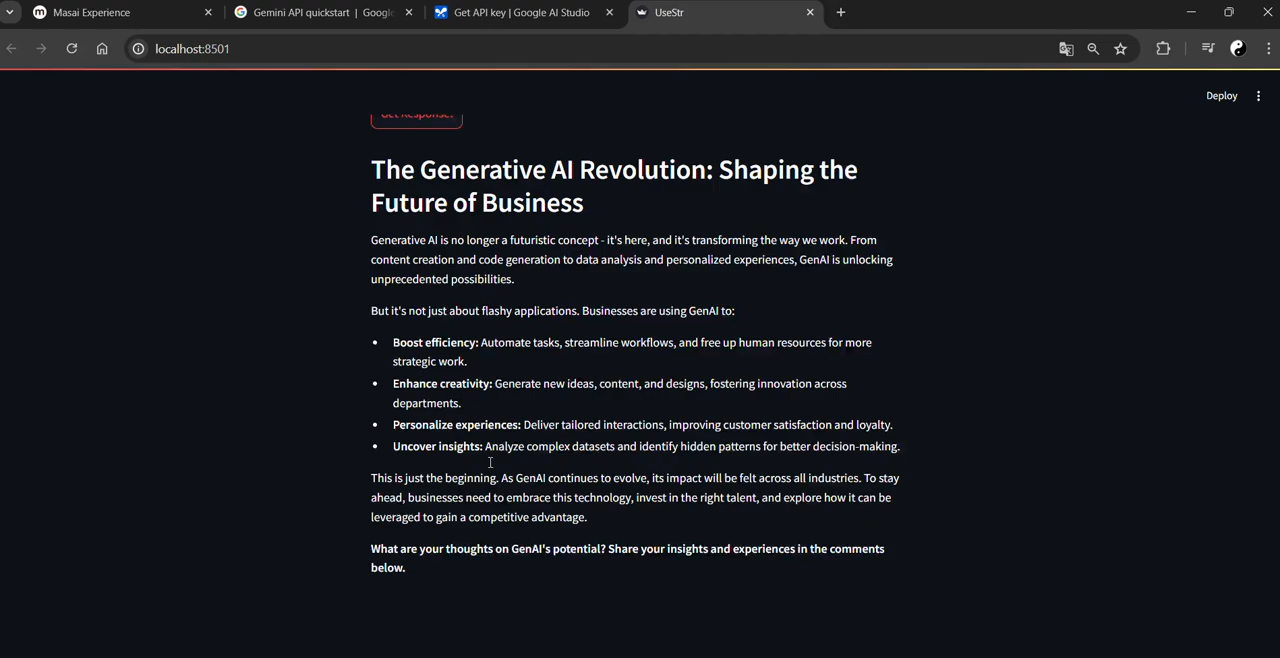 Masai Experience
Gemini API quickstart | Google
Get API key | Google AI Studio
UseStr
localhost:8501
Deploy
Get Response!
The Generative AI Revolution: Shaping the
Future of Business
Generative AI is no longer a futuristic concept - it's here, and it's transforming the way we work. From
content creation and code generation to data analysis and personalized experiences, GenAI is unlocking
unprecedented possibilities.
But it's not just about flashy applications. Businesses are using GenAI to:
• Boost efficiency: Automate tasks, streamline workflows, and free up human resources for more
strategic work.
• Enhance creativity: Generate new ideas, content, and designs, fostering innovation across
departments.
• Personalize experiences: Deliver tailored interactions, improving customer satisfaction and loyalty.
• Uncover insights: Analyze complex datasets and identify hidden patterns for better decision-making.
This is just the beginning. As GenAI continues to evolve, its impact will be felt across all industries. To stay
ahead, businesses need to embrace this technology, invest in the right talent, and explore how it can be
leveraged to gain a competitive advantage.
What are your thoughts on GenAI's potential? Share your insights and experiences in the comments
below.